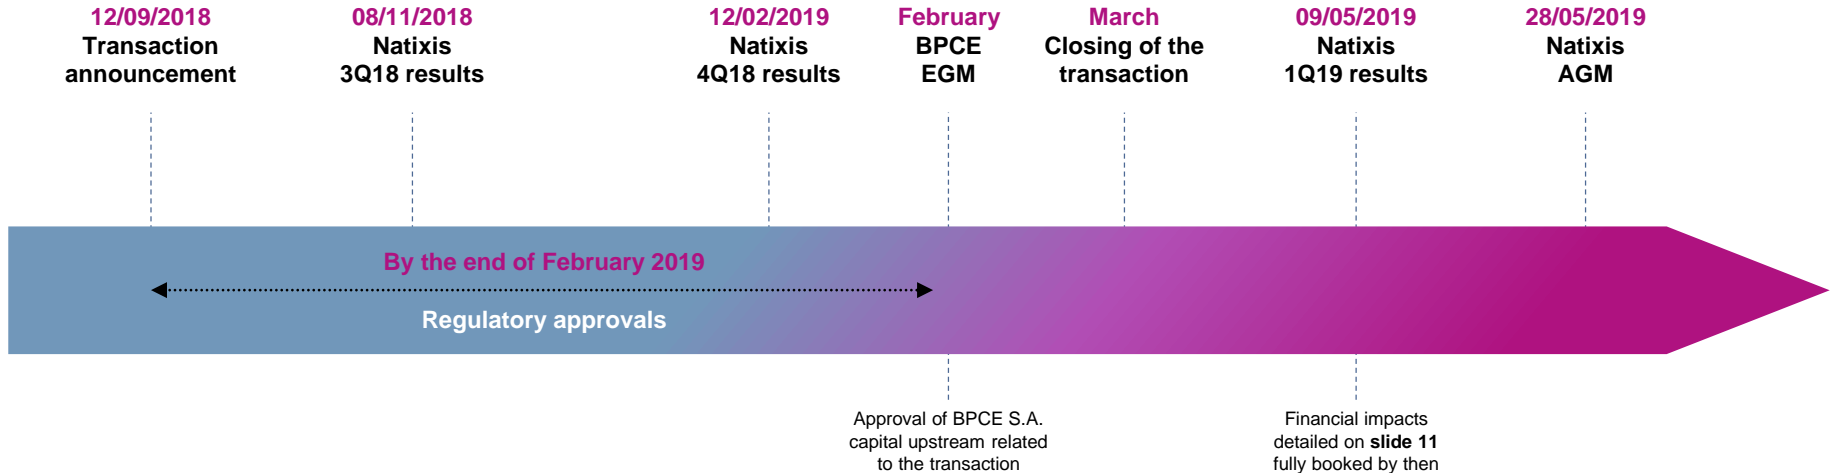 12/09/2018
Transaction
announcement
08/11/2018
Natixis
3Q18 results
12/02/2019
Natixis
4Q18 results
February
BPCE
EGM
March
Closing of the
transaction
09/05/2019
Natixis
1Q19 results
28/05/2019
Natixis
AGM
By the end of February 2019
Regulatory approvals
Approval of BPCE S.A.
capital upstream related
to the transaction
Financial impacts
detailed on slide 11
fully booked by then